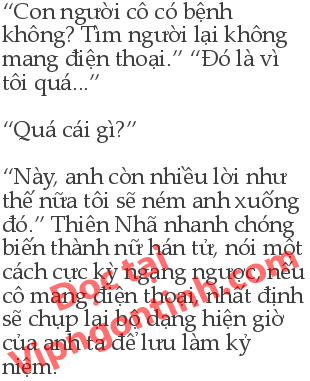 “Con người cô có bệnh
không? Tìm người lại không
mang điện thoại.” “Đó là vì
tôi quá...”
“Quá cái gì?”
“Này, anh còn nhiều lời như
thế nữa tôi sẽ ném anh xuống
đó.” Thiên Nhã nhanh chóng
biến thành nữ hán tử, nói một
cách cực kỳ ngang ngược, nếu
cô mang điện thoại, nhất định
sẽ chụp lại bộ dạng hiện giờ
của anh ta để lưu làm kỷ
niệm.
Đọc tại
Vipngontinh.com